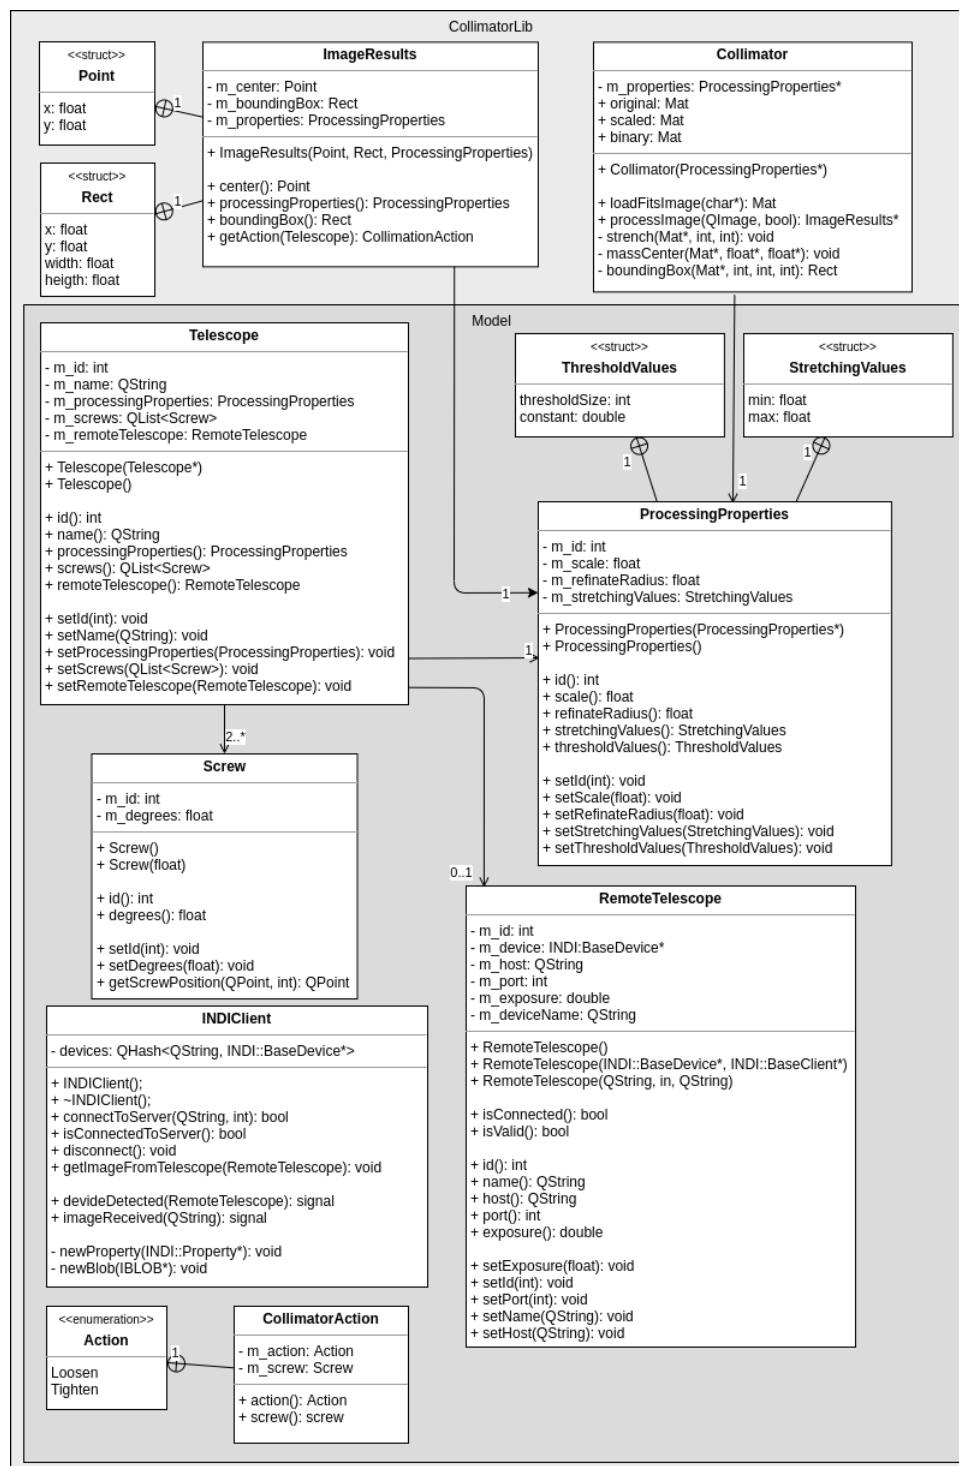 CollimatorLib
<<struct>>
Point
x: float
y: float
1
ImageResults
- m_center: Point
- m_boundingBox: Rect
- m_properties: ProcessingProperties
+ ImageResults(Point, Rect, ProcessingProperties)
+ center(): Point
+ processingProperties(): ProcessingProperties
+ boundingBox(): Rect
+ getAction(Telescope): CollimationAction
Collimator
- m_properties: ProcessingProperties*
+ original: Mat
+ scaled: Mat
+ binary: Mat
+ Collimator(ProcessingProperties*)
+ loadFitsImage(char*): Mat
+ processImage(QImage, bool): ImageResults*
- strench(Mat*, int, int): void
- massCenter(Mat*, float*, float*): void
- boundingBox(Mat*, int, int, int): Rect
<<struct>>
Rect
x: float
y: float
width: float
heigth: float
1
Model
Telescope
- m_id: int
- m_name: QString
- m_processingProperties: ProcessingProperties
- m_screws: QList<Screw>
- m_remoteTelescope: RemoteTelescope
+ Telescope(Telescope*)
+ Telescope()
+ id(): int
+ name(): QString
+ processingProperties(): ProcessingProperties
+ screws(): QList<Screw>
+ remoteTelescope(): RemoteTelescope
+ setId(int): void
+ setName(QString): void
+ setProcessingProperties(ProcessingProperties): void
+ setScrews(QList<Screw>): void
+ setRemoteTelescope(RemoteTelescope): void
<<struct>>
ThresholdValues
thresholdSize: int
constant: double
1
<<struct>>
StretchingValues
min: float
max: float
1
1
ProcessingProperties
- m_id: int
- m_scale: float
- m_refinateRadius: float
- m_stretchingValues: StretchingValues
+ ProcessingProperties(ProcessingProperties*)
+ ProcessingProperties()
+ id(): int
+ scale(): float
+ refinateRadius(): float
+ stretchingValues(): StretchingValues
+ thresholdValues(): ThresholdValues
+ setId(int): void
+ setScale(float): void
+ setRefinateRadius(float): void
+ setStretchingValues(StretchingValues): void
+ setThresholdValues(ThresholdValues): void
1
1
2..*
0..1
Screw
- m_id: int
- m_degrees: float
+ Screw()
+ Screw(float)
+ id(): int
+ degrees(): float
+ setId(int): void
+ setDegrees(float): void
+ getScrewPosition(QPoint, int): QPoint
RemoteTelescope
- m_id: int
- m_device: INDI:BaseDevice*
- m_host: QString
- m_port: int
- m_exposure: double
- m_deviceName: QString
+ RemoteTelescope()
+ RemoteTelescope(INDI::BaseDevice*, INDI::BaseClient*)
+ RemoteTelescope(QString, in, QString)
+ isConnected(): bool
+ isValid(): bool
+ id(): int
+ name(): QString
+ host(): QString
+ port(): int
+ exposure(): double
+ setExposure(float): void
+ setId(int): void
+ setPort(int): void
+ setName(QString): void
+ setHost(QString): void
INDIClient
- devices: QHash<QString, INDI::BaseDevice*>
+ INDIClient();
+ ~INDIClient();
+ connectToServer(QString, int): bool
+ isConnectedToServer(): bool
+ disconnect(): void
+ getImageFromTelescope(RemoteTelescope): void
+ devideDetected(RemoteTelescope): signal
+ imageReceived(QString): signal
- newProperty(INDI::Property*): void
- newBlob(IBLOB*): void
<<enumeration>>
Action
Loosen
Tighten
1
CollimatorAction
- m_action: Action
- m_screw: Screw
+ action(): Action
+ screw(): screw